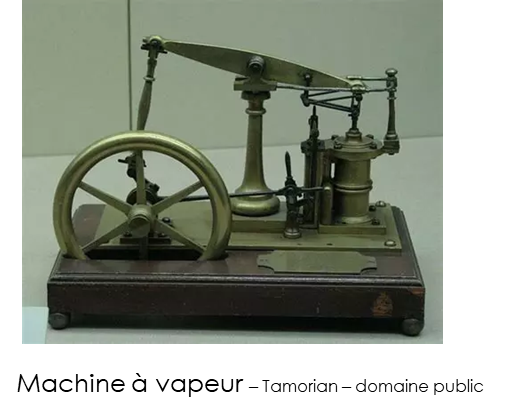 Machine à vapeur – Tamorian – domaine public